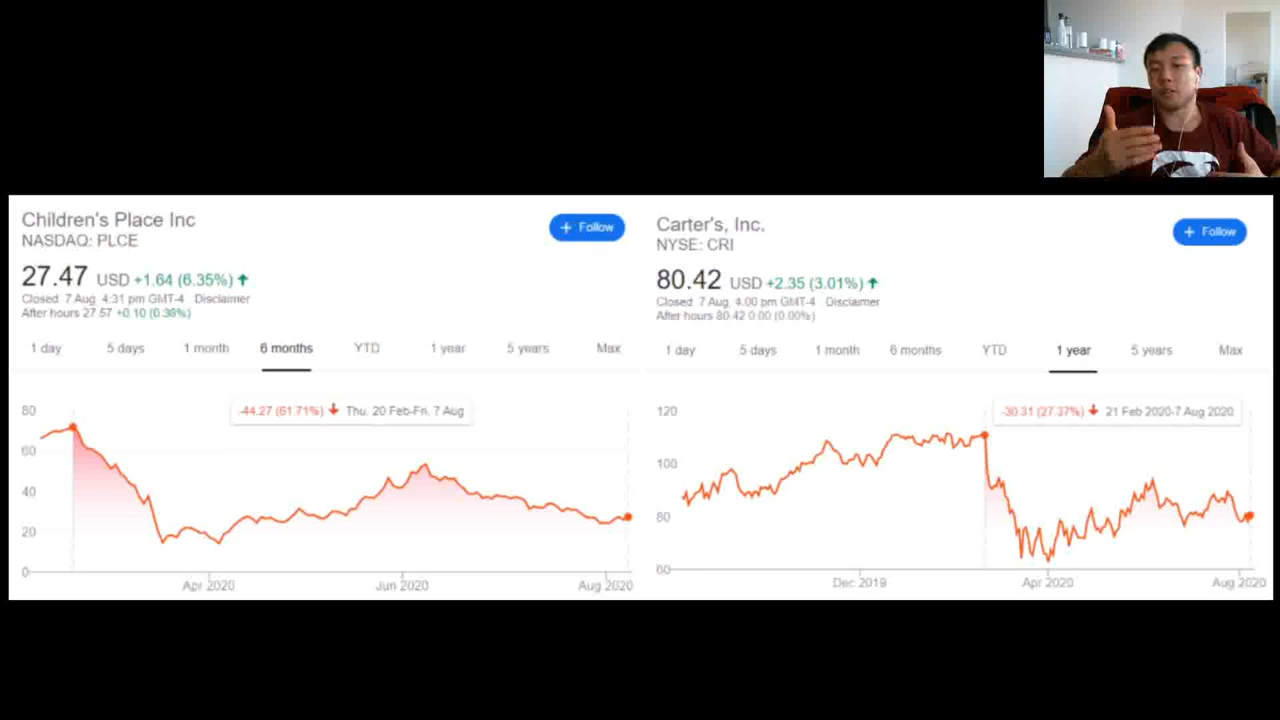 Children's Place Inc
NASDAQ: PLCE
+ Follow
27.47 USD +1.64 (6.35%)
Closed: 7 Aug, 4:31 pm GMT-4 Disclaimer
After hours 27.57 +0.10 (0.36%)
1 day 5 days 1 month 6 months YTD 1 year 5 years Max
-44.27 (61.71%) Thu. 20 Feb-Fri. 7 Aug
80
60
40
20
0
Apr 2020 Jun 2020 Aug 2020
Carter's, Inc.
NYSE: CRI
+ Follow
80.42 USD +2.35 (3.01%)
Closed: 7 Aug, 4:00 pm GMT-4 Disclaimer
After hours 80.42 0.00 (0.00%)
1 day 5 days 1 month 6 months YTD 1 year 5 years Max
-30.31 (27.37%) 21 Feb 2020-7 Aug 2020
120
100
80
60
Dec 2019 Apr 2020 Aug 2020